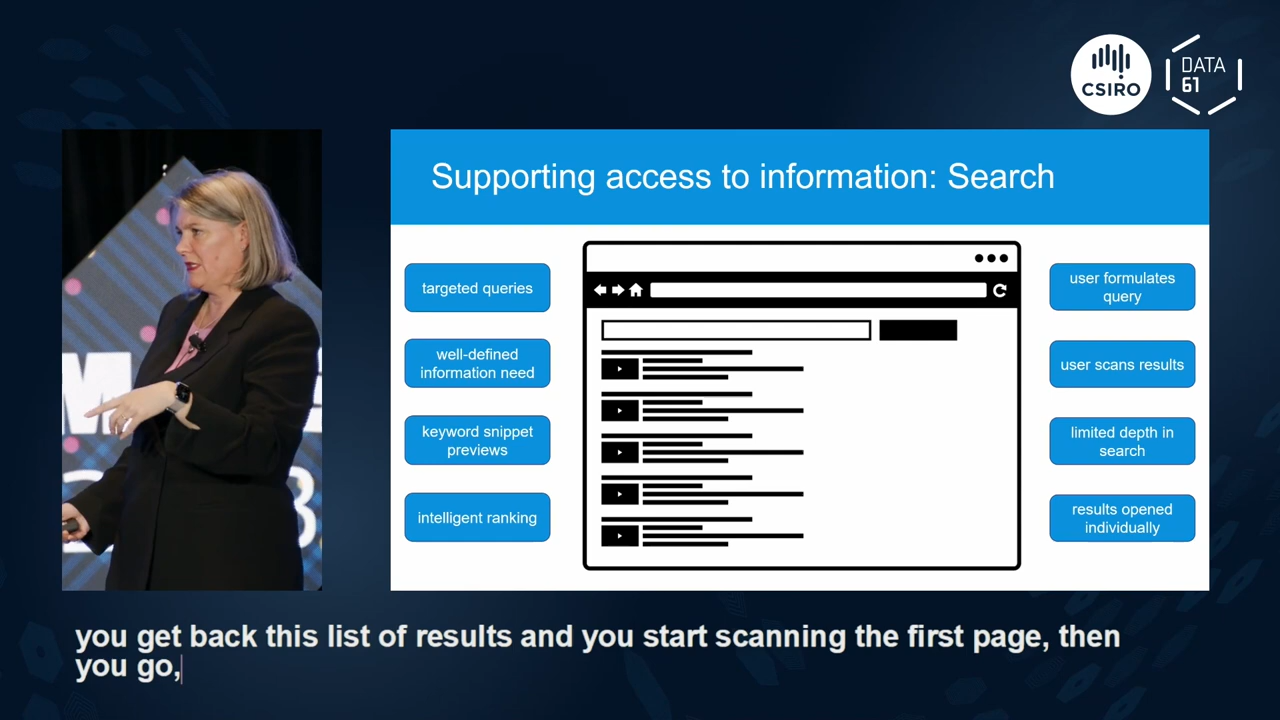 CSIRO
DATA
61
Supporting access to information: Search
targeted queries
well-defined
information need
keyword snippet
previews
intelligent ranking
user formulates
query
user scans results
limited depth in
search
results opened
individually
you get back this list of results and you start scanning the first page, then
you go,